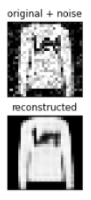 original + noise
reconstructed